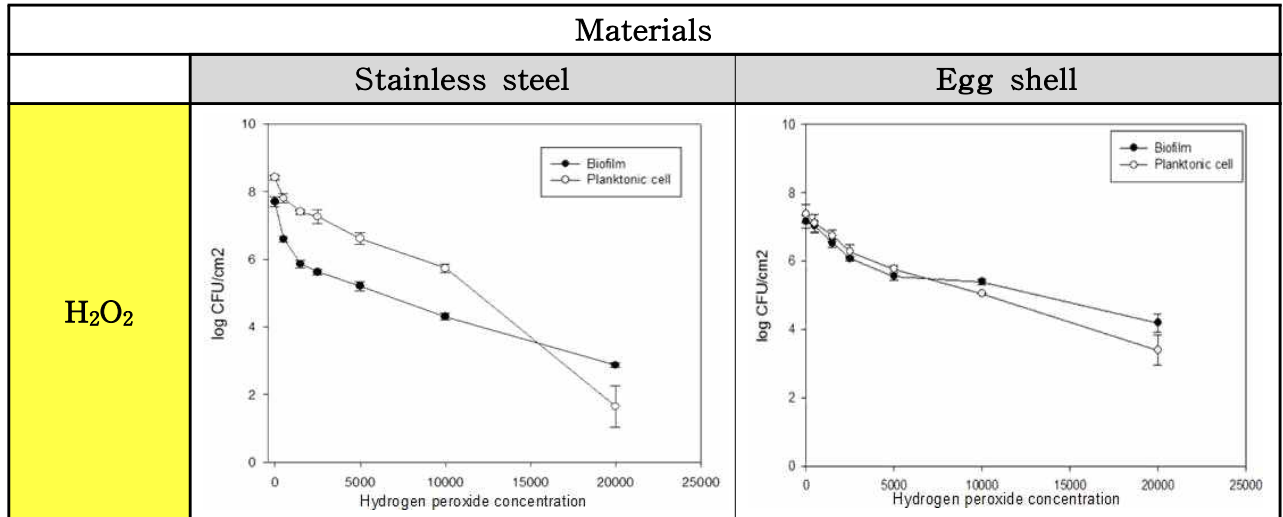 Materials
Stainless steel
Egg shell
H₂O₂
10
8
6
4
2
0
log CFU/cm2
Biofilm
Planktonic cell
0 5000 10000 15000 20000 25000
Hydrogen peroxide concentration
10
8
6
4
2
0
log CFU/cm2
Biofilm
Planktonic cell
0 5000 10000 15000 20000 25000
Hydrogen peroxide concentration